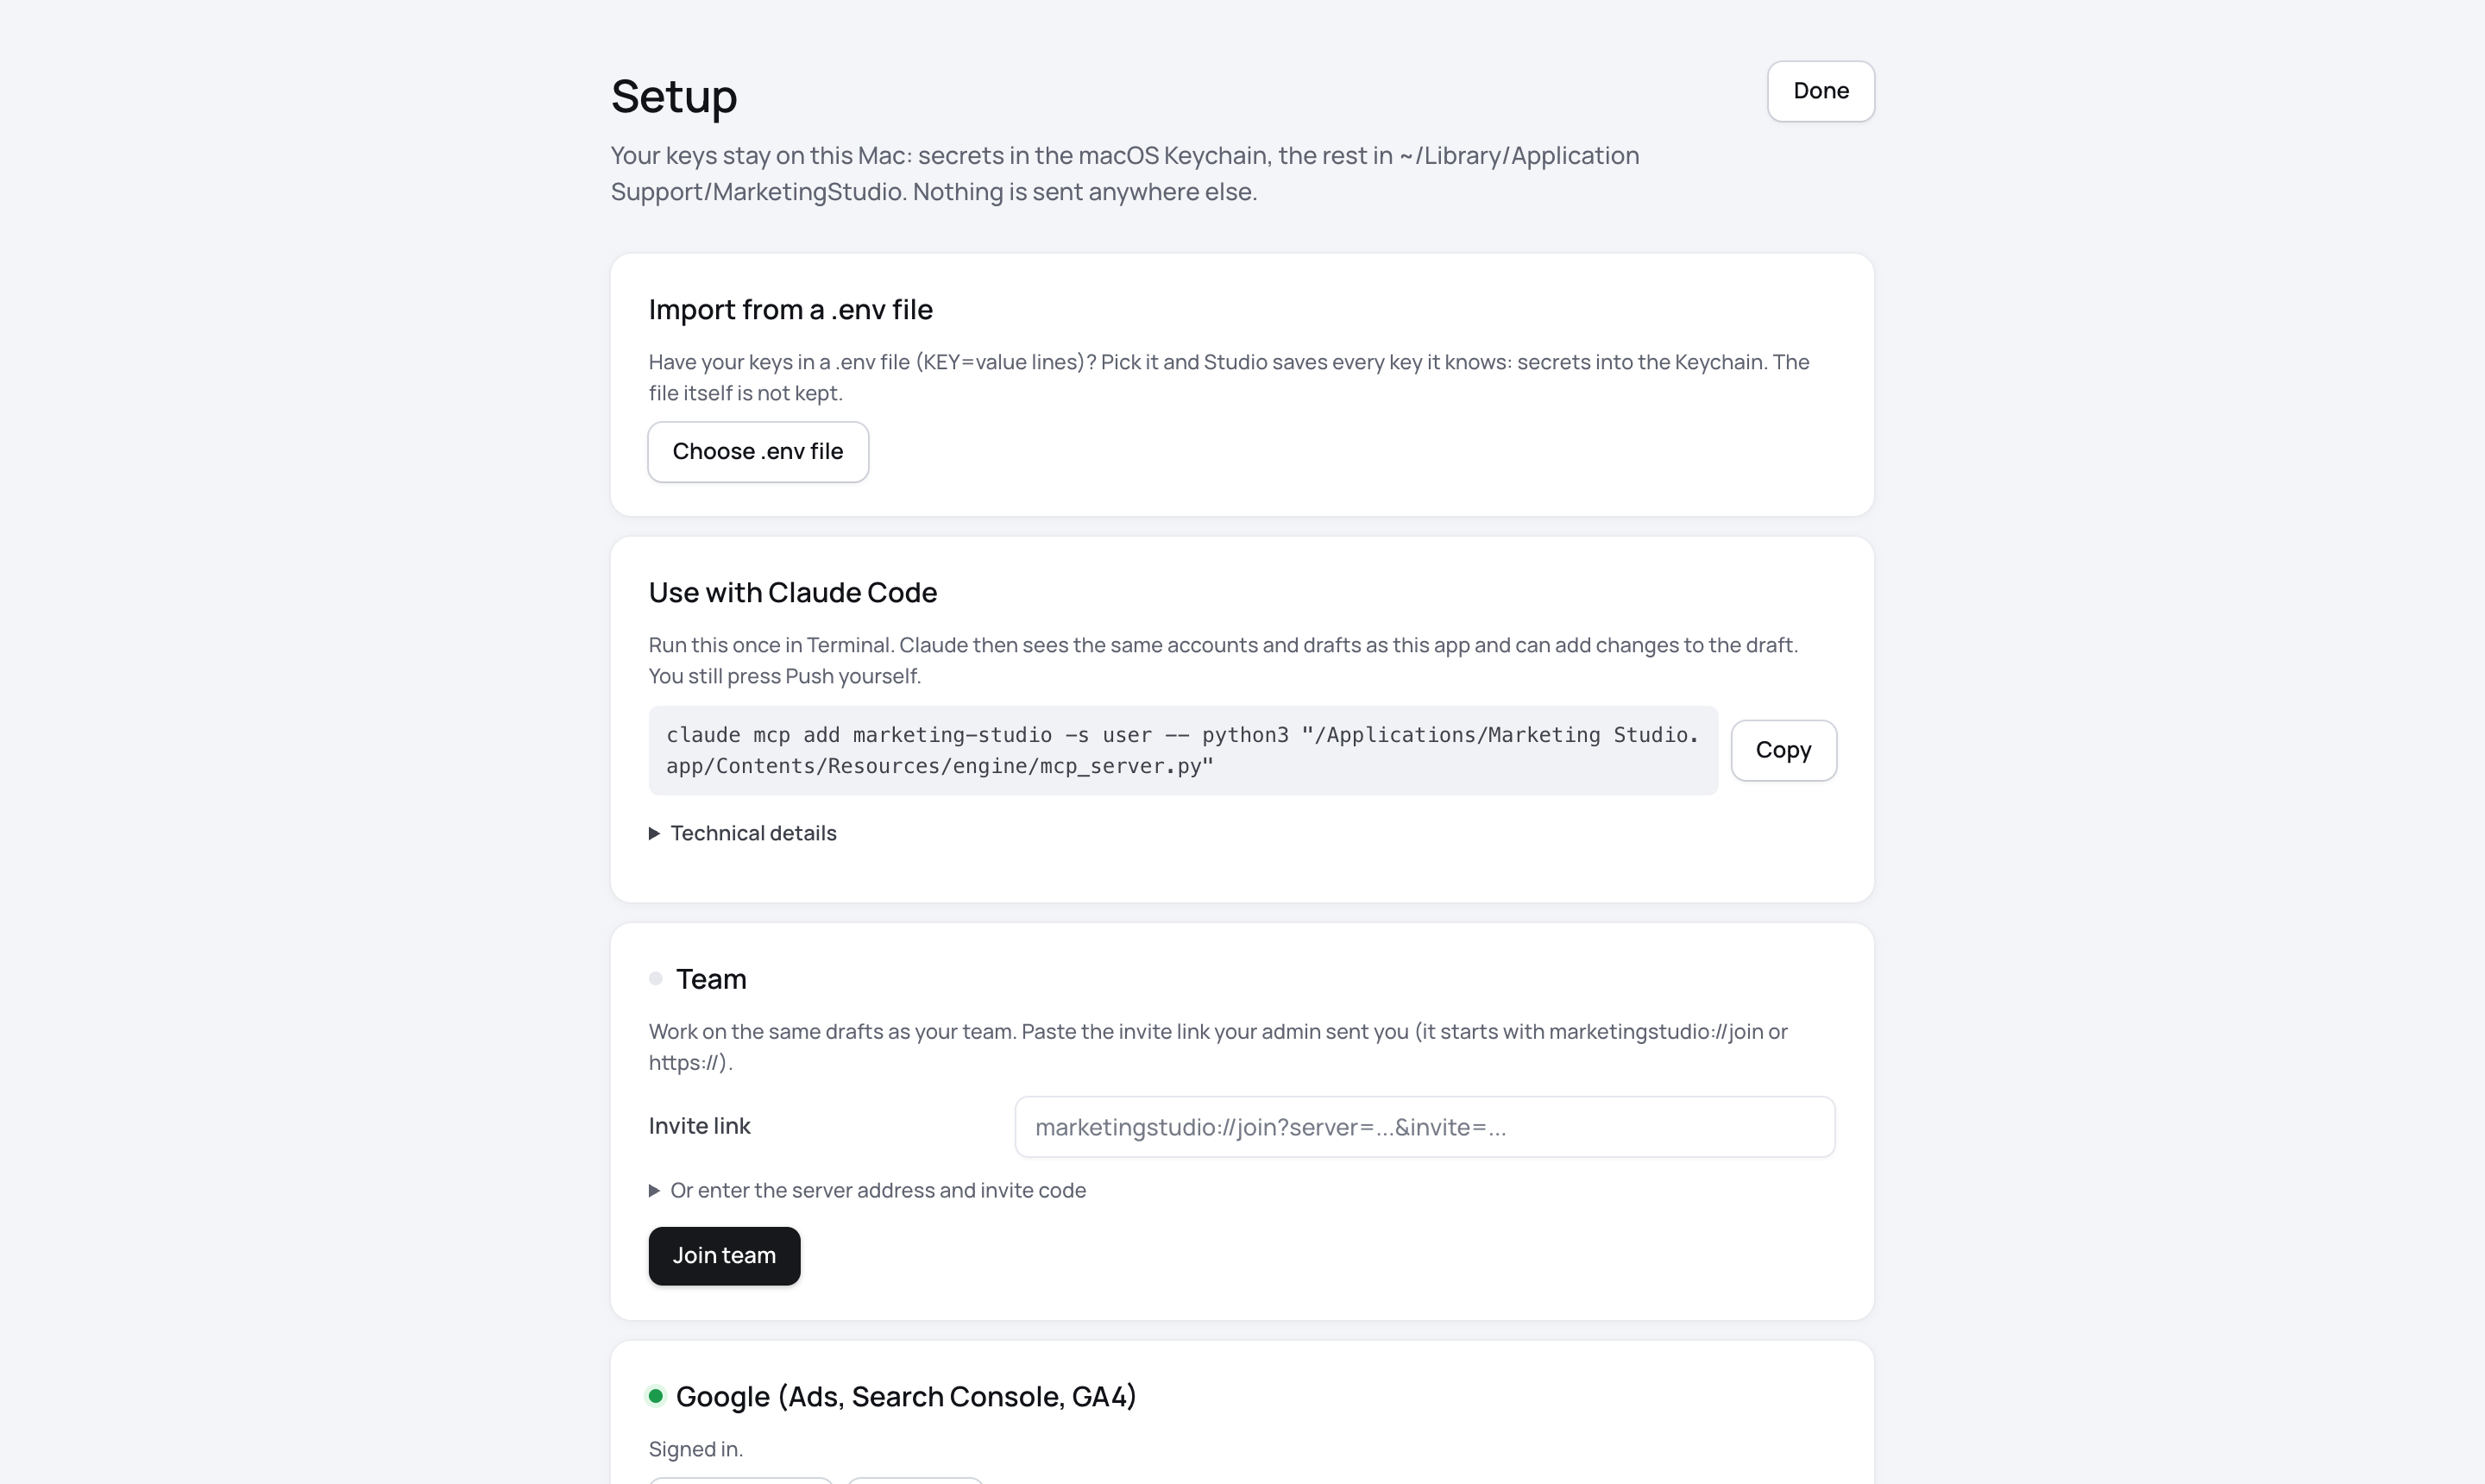 Setup
Done
Your keys stay on this Mac: secrets in the macOS Keychain, the rest in ~/Library/Application
Support/MarketingStudio. Nothing is sent anywhere else.
Import from a .env file
Have your keys in a .env file (KEY=value lines)? Pick it and Studio saves every key it knows: secrets into the Keychain. The
file itself is not kept.
Choose .env file
Use with Claude Code
Run this once in Terminal. Claude then sees the same accounts and drafts as this app and can add changes to the draft.
You still press Push yourself.
claude mcp add marketing-studio -s user -- python3 "/Applications/Marketing Studio.
app/Contents/Resources/engine/mcp_server.py"
Copy
Technical details
Team
Work on the same drafts as your team. Paste the invite link your admin sent you (it starts with marketingstudio://join or
https://).
Invite link
marketingstudio://join?server=...&invite=...
Or enter the server address and invite code
Join team
Google (Ads, Search Console, GA4)
Signed in.